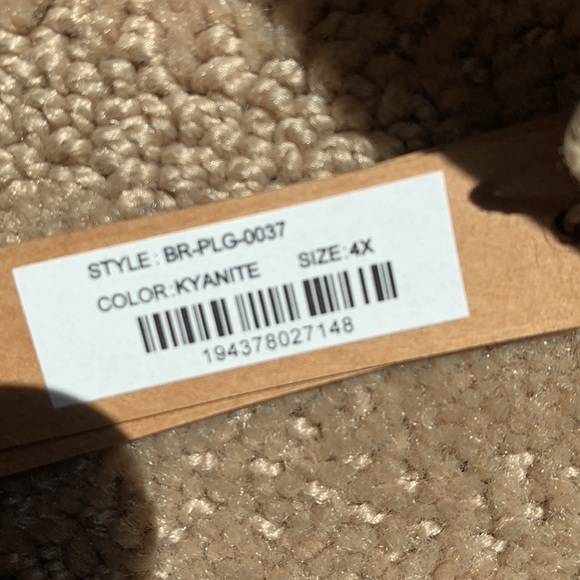 STYLE: BR-PLG-0037
COLOR:KYANITE SIZE:4X
194378027148